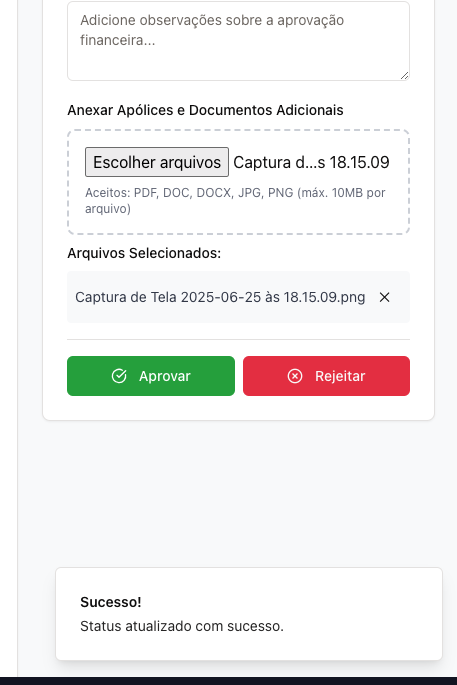 Adicione observações sobre a aprovação
financeira...
Anexar Apólices e Documentos Adicionais
Escolher arquivos Captura d...s 18.15.09
Aceitos: PDF, DOC, DOCX, JPG, PNG (máx. 10MB por
arquivo)
Arquivos Selecionados:
Captura de Tela 2025-06-25 às 18.15.09.png
Aprovar
Rejeitar
Sucesso!
Status atualizado com sucesso.